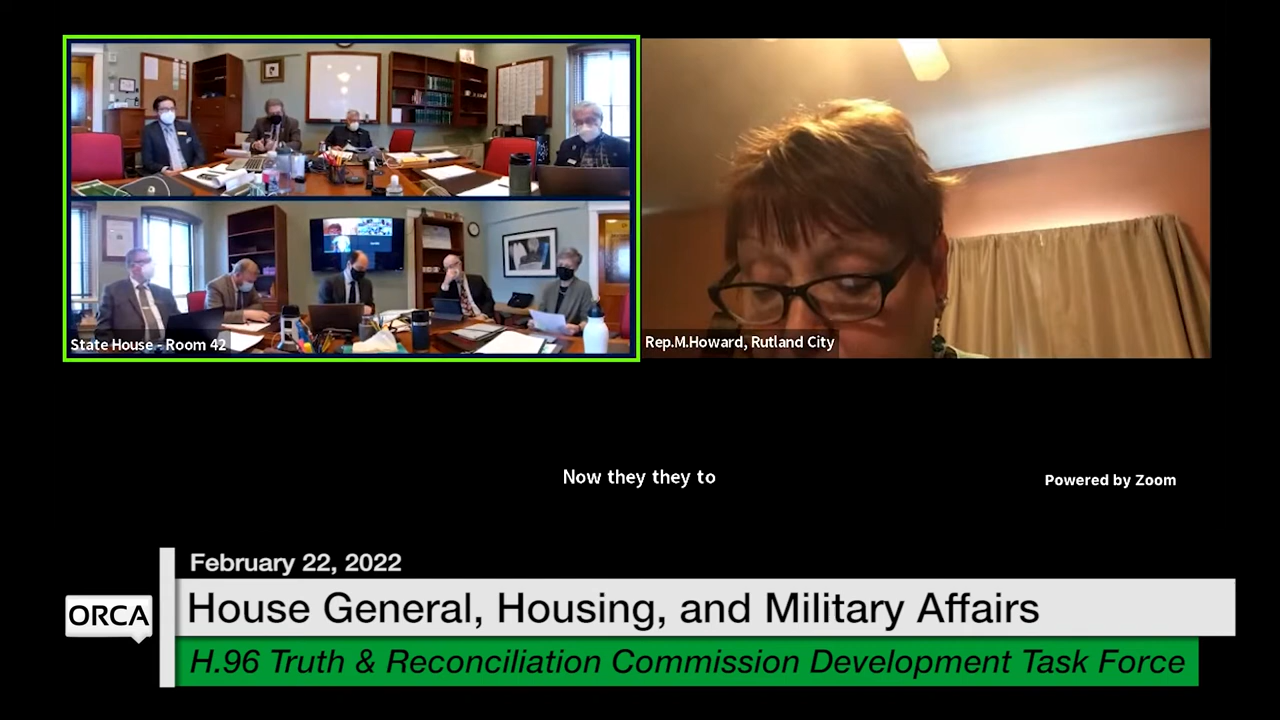 State House - Room 42
Rep.M.Howard, Rutland City
Now they they to
Powered by Zoom
February 22, 2022
ORCA
House General, Housing, and Military Affairs
H.96 Truth & Reconciliation Commission Development Task Force